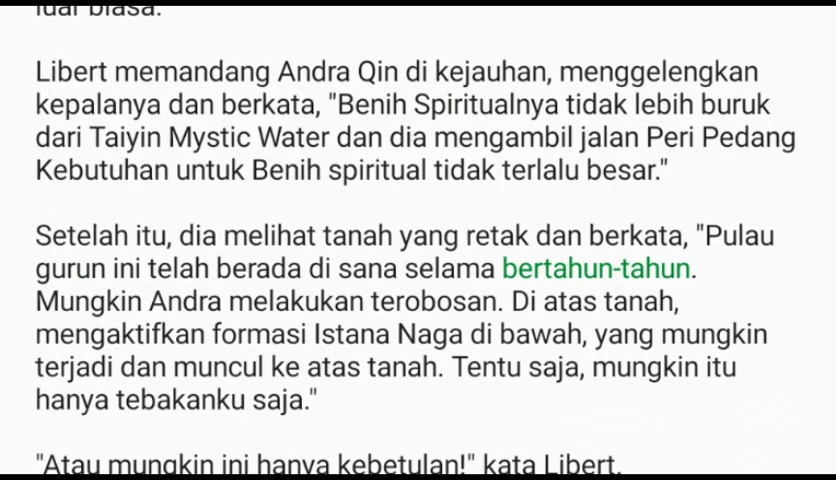 luar biasa.
Libert memandang Andra Qin di kejauhan, menggelengkan
kepalanya dan berkata, "Benih Spiritualnya tidak lebih buruk
dari Taiyin Mystic Water dan dia mengambil jalan Peri Pedang
Kebutuhan untuk Benih spiritual tidak terlalu besar."
Setelah itu, dia melihat tanah yang retak dan berkata, "Pulau
gurun ini telah berada di sana selama bertahun-tahun.
Mungkin Andra melakukan terobosan. Di atas tanah,
mengaktifkan formasi Istana Naga di bawah, yang mungkin
terjadi dan muncul ke atas tanah. Tentu saja, mungkin itu
hanya tebakanku saja."
"Atau mungkin ini hanya kebetulan!" kata Libert.